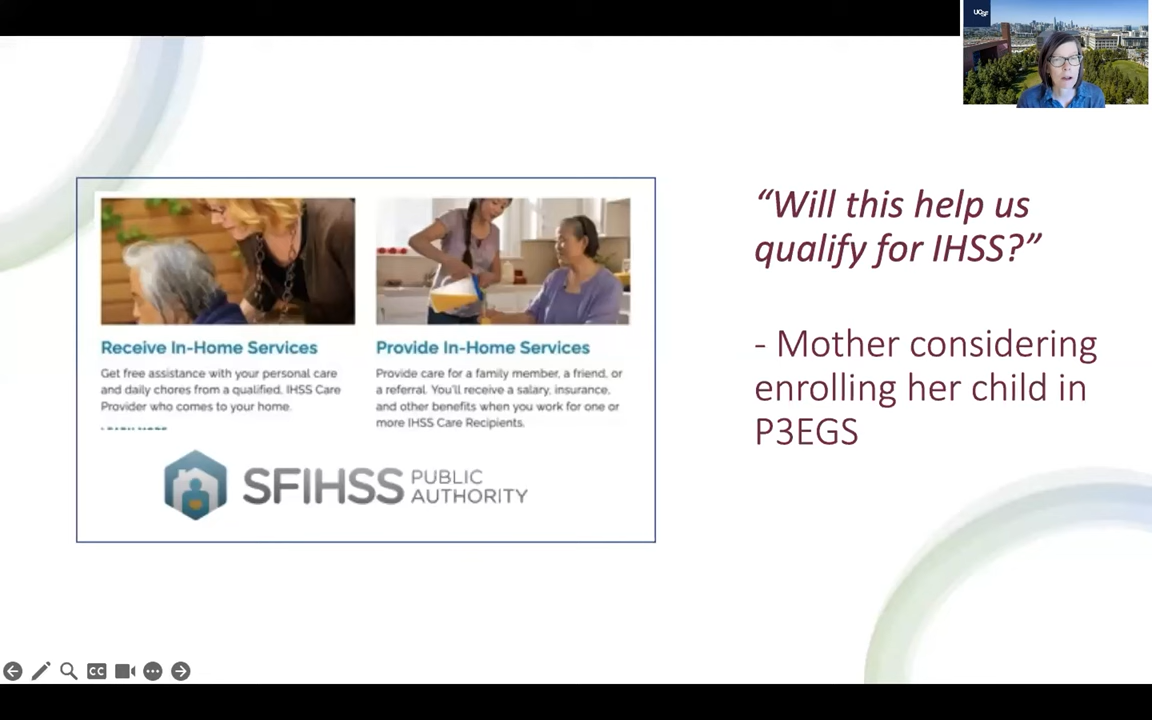 UCSF
Receive In-Home Services
Get free assistance with your personal care
and daily chores from a qualified, IHSS Care
Provider who comes to your home.
Provide In-Home Services
Provide care for a family member, a friend, or
a referral. You'll receive a salary, insurance,
and other benefits when you work for one or
more IHSS Care Recipients.
SFIHSS PUBLIC
AUTHORITY
“Will this help us
qualify for IHSS?”
- Mother considering
enrolling her child in
P3EGS
CC